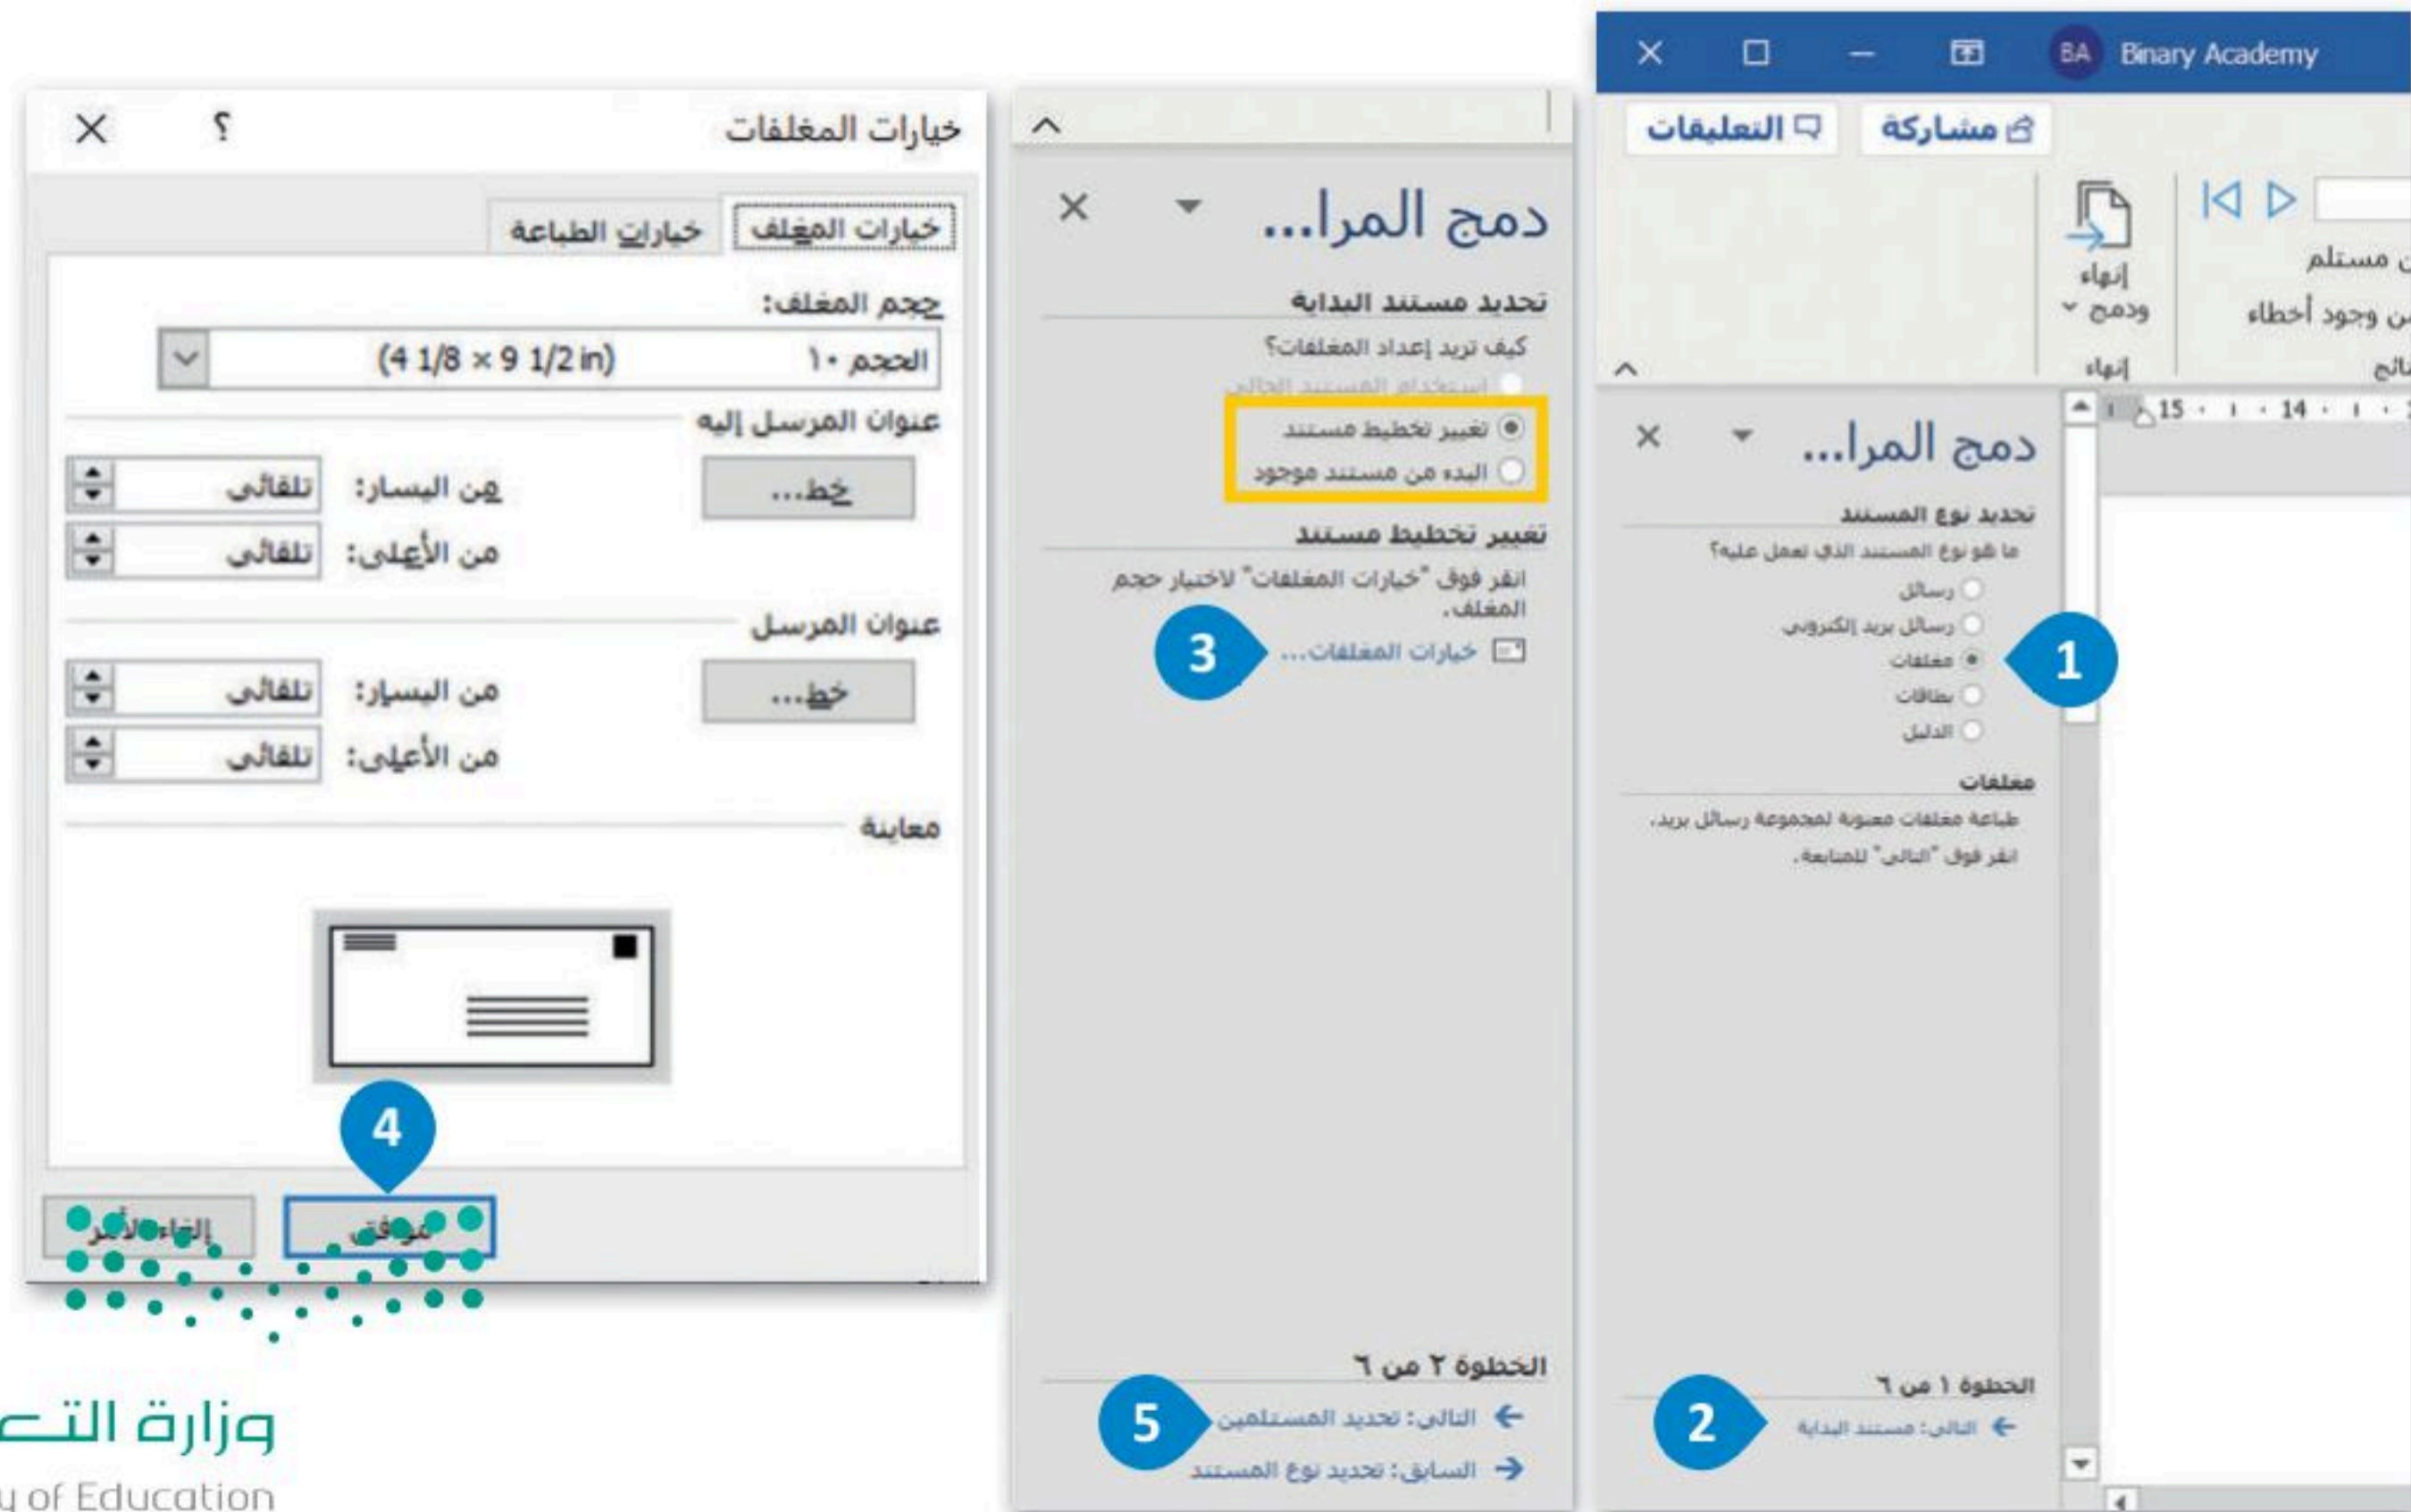 Binary Academy
BA
مشاركة
التعليقات
مستلم
إنهاء
ودمج
وجود أخطاء
إنهاء
15 14
دمج المرا...
تحديد نوع المستند
ما هو نوع المستند الذي تعمل عليه؟
رسائل
رسائل بريد إلكتروني
مغلفات
1
بطاقات
الدليل
مغلفات
طباعة مغلفات معنونة لمجموعة رسائل بريد.
انقر فوق "التالي" للمتابعة.
الخطوة ١ من ٦
التالي: مستند البداية
2
دمج المرا...
تحديد مستند البداية
كيف تريد إعداد المغلفات؟
استخدام المستند الحالي
تغيير تخطيط مستند
البدء من مستند موجود
تغيير تخطيط مستند
انقر فوق "خيارات المغلفات" لاختيار حجم
المغلف.
خيارات المغلفات...
3
الخطوة ٢ من ٦
التالي: تحديد المستلمين
5
السابق: تحديد نوع المستند
خيارات المغلفات
؟
خيارات المغلف
خيارات الطباعة
حجم المغلف:
الحجم ١٠ (4 1/8 × 9 1/2 in)
عنوان المرسل إليه
خط...
من اليسار: تلقائي
من الأعلى: تلقائي
عنوان المرسل
خط...
من اليسار: تلقائي
من الأعلى: تلقائي
معاينة
4
موافق
إلغاء الأمر
وزارة
of Education